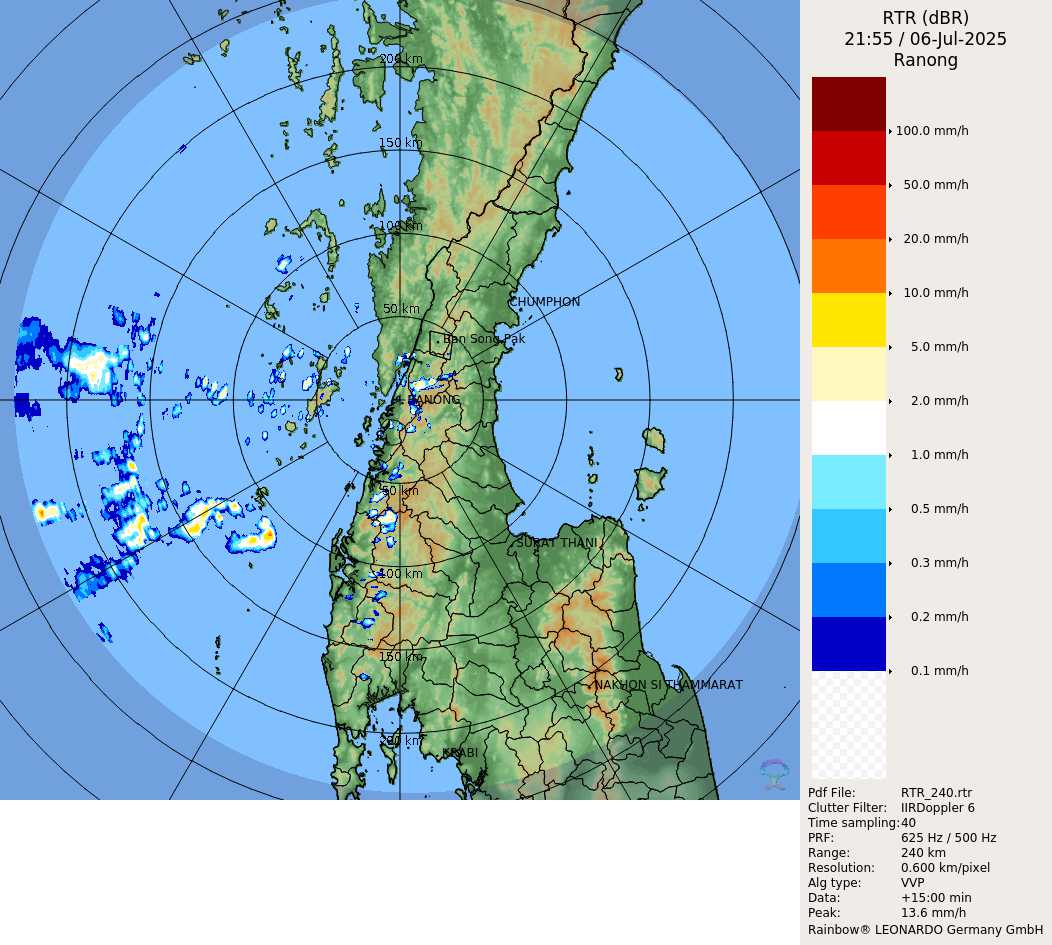 RTR (dBR)
21:55 / 06-Jul-2025
Ranong
100.0 mm/h
50.0 mm/h
20.0 mm/h
10.0 mm/h
5.0 mm/h
2.0 mm/h
1.0 mm/h
0.5 mm/h
0.3 mm/h
0.2 mm/h
0.1 mm/h
Pdf File: RTR_240.rtr
Clutter Filter: IIRDoppler 6
Time sampling: 40
PRF: 625 Hz / 500 Hz
Range: 240 km
Resolution: 0.600 km/pixel
Alg type: VVP
Data: +15:00 min
Peak: 13.6 mm/h
Rainbow® LEONARDO Germany GmbH
200 km
150 km
100 km
50 km
CHUMPHON
Ban Song Pak
RANONG
50 km
SURAT THANI
100 km
150 km
NAKHON SI THAMMARAT
200 km
KRABI